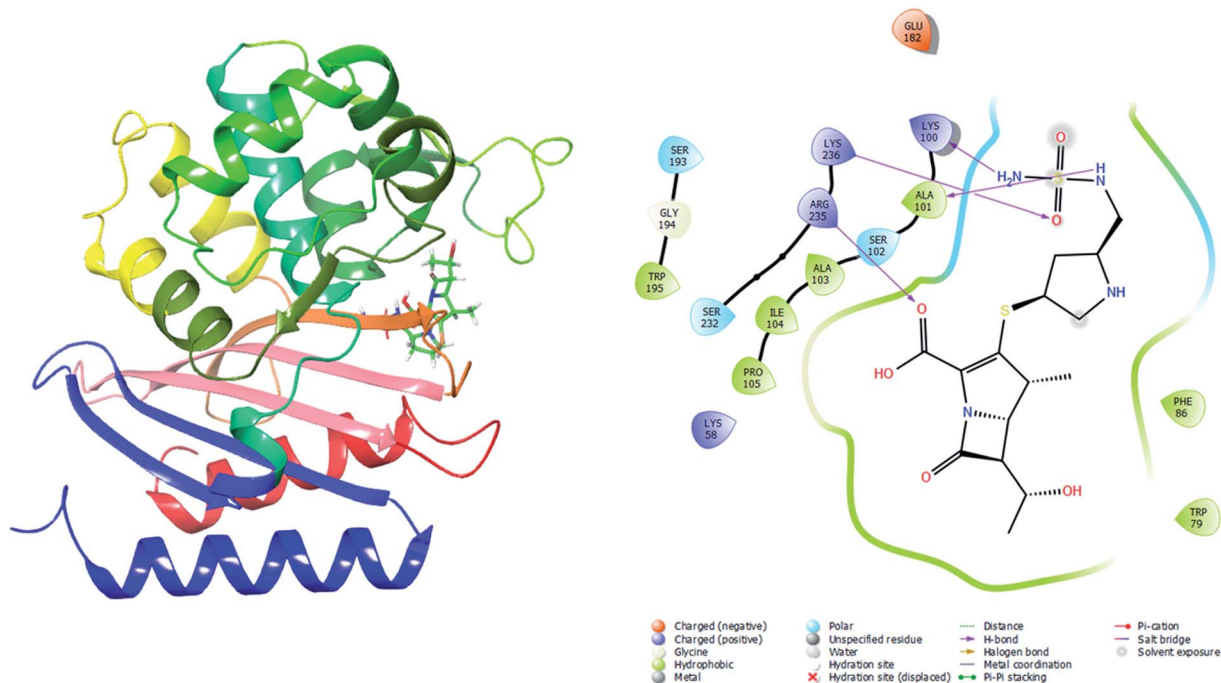 GLU
182
LYS
100
LYS
236
SER
193
H₂N
O
S
O
H
N
ALA
101
ARG
235
GLY
194
SER
102
TRP
195
ALA
103
NH
SER
232
ILE
104
O
S
HO
PRO
105
N
PHE
86
LYS
58
O
OH
TRP
79
Charged (negative)
Charged (positive)
Glycine
Hydrophobic
Metal
Polar
Unspecified residue
Water
Hydration site
Hydration site (displaced)
Distance
H-bond
Halogen bond
Metal coordination
Pi-Pi stacking
Pi-cation
Salt bridge
Solvent exposure